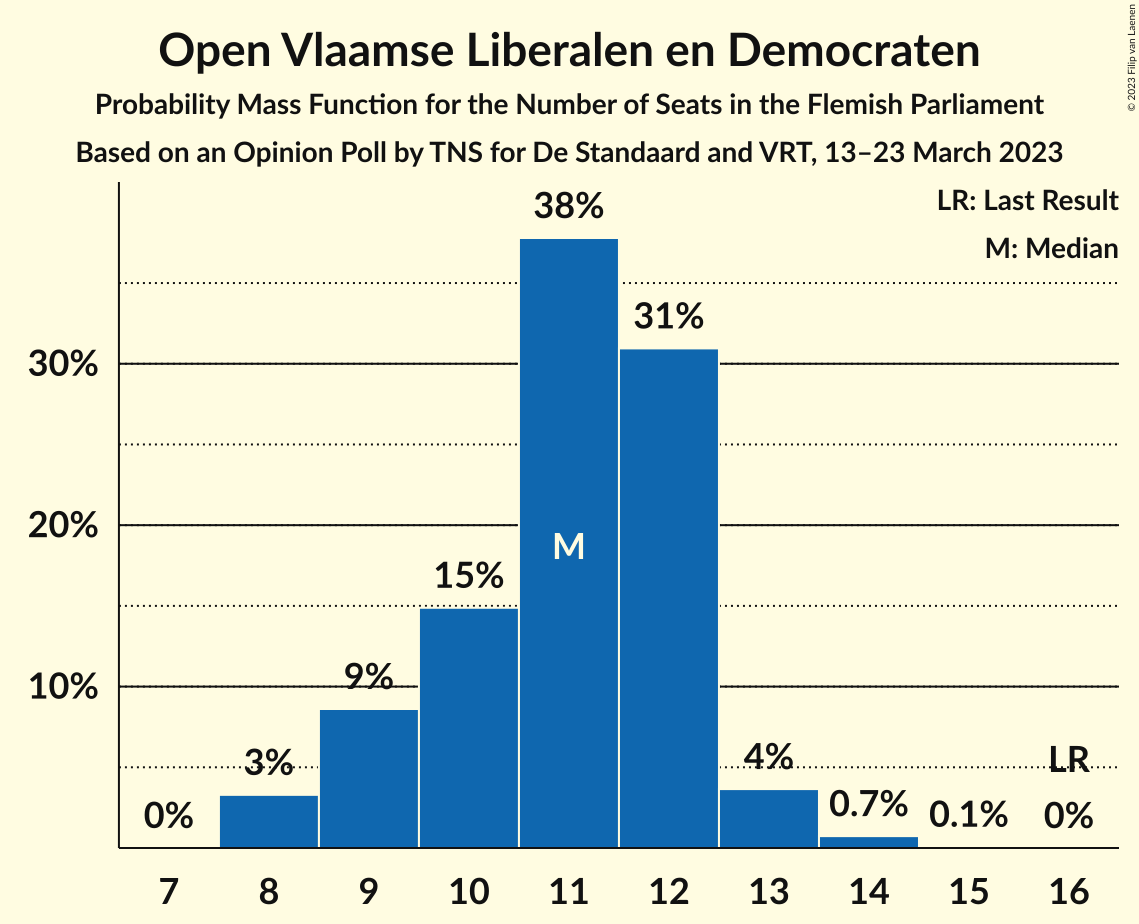 Open Vlaamse Liberalen en Democraten
Probability Mass Function for the Number of Seats in the Flemish Parliament
Based on an Opinion Poll by TNS for De Standaard and VRT, 13–23 March 2023
© 2023 Filip van Laenen
LR: Last Result
M: Median
38%
31%
30%
20%
M
15%
10%
9%
3%
4%
LR
0%
0.7%
0.1%
0%
7 8 9 10 11 12 13 14 15 16